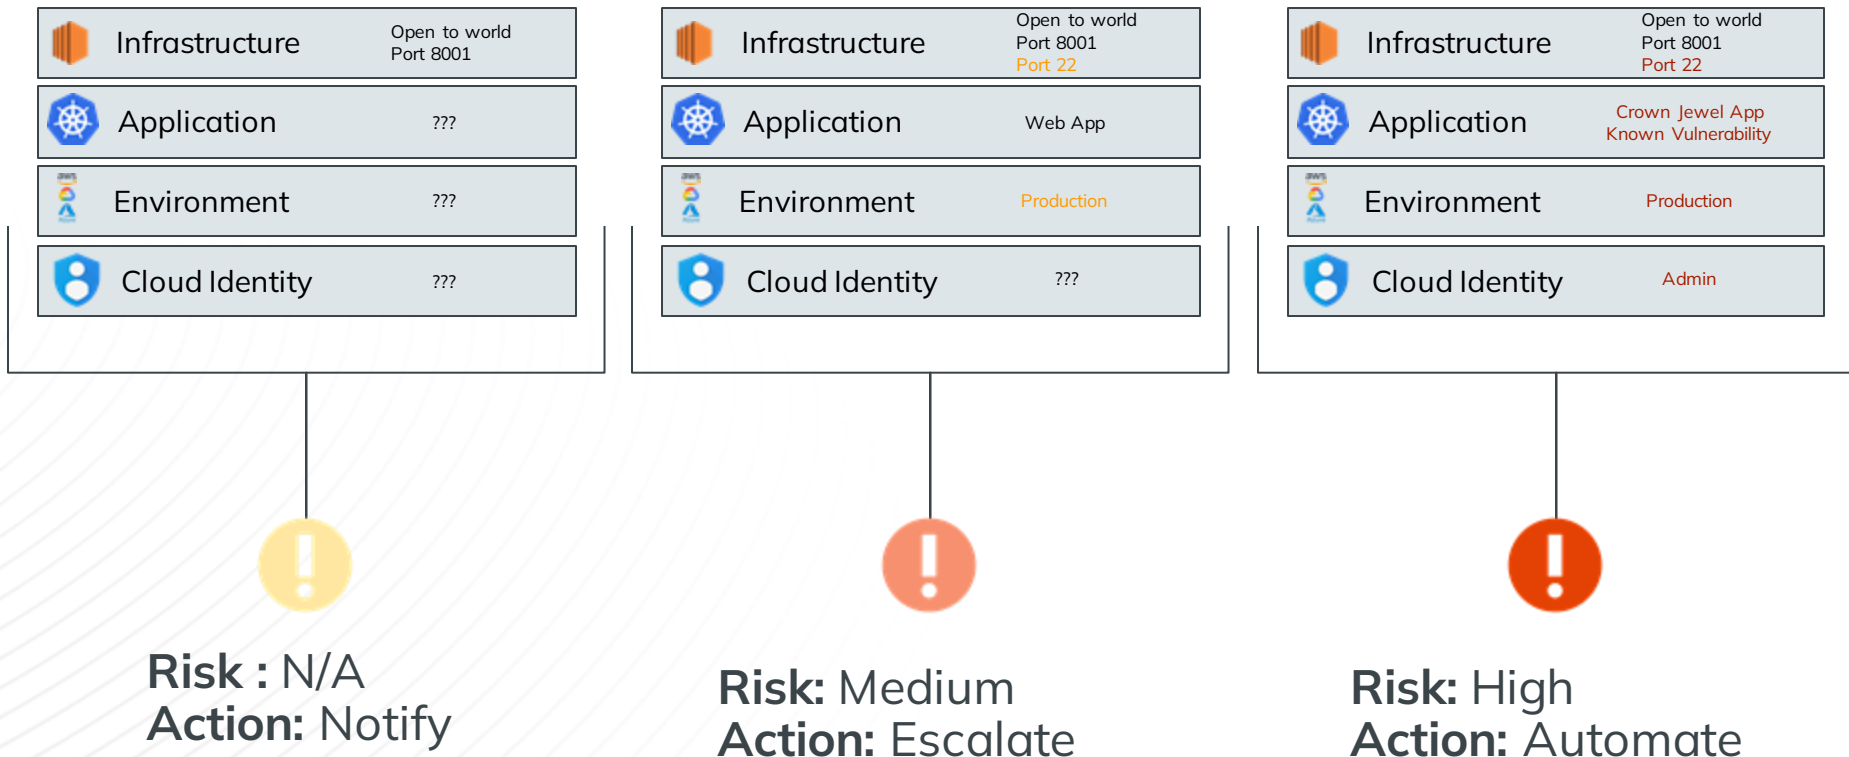 Infrastructure
Open to world
Port 8001
Application
???
Environment
???
Cloud Identity
???
Risk : N/A
Action: Notify
Infrastructure
Open to world
Port 8001
Port 22
Application
Web App
Environment
Production
Cloud Identity
???
Risk: Medium
Action: Escalate
Infrastructure
Open to world
Port 8001
Port 22
Application
Crown Jewel App
Known Vulnerability
Environment
Production
Cloud Identity
Admin
Risk: High
Action: Automate